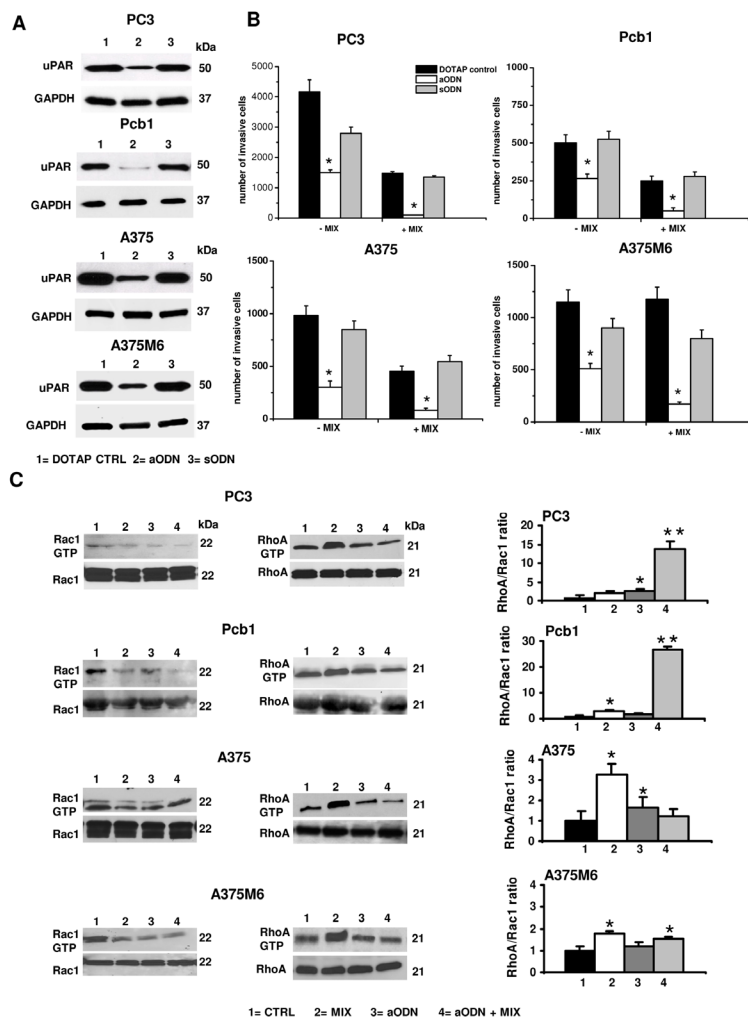 A
PC3
1 2 3 kDa
uPAR 50
GAPDH 37
Pcb1
1 2 3
uPAR 50
GAPDH 37
A375
1 2 3 kDa
uPAR 50
GAPDH 37
A375M6
1 2 3
uPAR 50
GAPDH 37
1= DOTAP CTRL 2= aODN 3= sODN
B
PC3
number of invasive cells
5000
4000
3000
2000
1000
0
DOTAP control
aODN
sODN
*
*
- MIX + MIX
Pcb1
number of invasive cells
1000
750
500
250
0
*
*
- MIX + MIX
A375
number of invasive cells
1500
1000
500
0
*
*
- MIX + MIX
A375M6
number of invasive cells
1500
1000
500
0
*
*
- MIX + MIX
C
PC3
1 2 3 4 kDa
Rac1
GTP
22
Rac1 22
1 2 3 4 kDa
RhoA
GTP
21
RhoA 21
PC3
RhoA/Rac1 ratio
20
15
10
5
0
*
**
1 2 3 4
Pcb1
1 2 3 4
Rac1
GTP
22
Rac1 22
1 2 3 4
RhoA
GTP
21
RhoA 21
Pcb1
RhoA/Rac1 ratio
30
20
10
0
*
**
1 2 3 4
A375
1 2 3 4
Rac1
GTP
22
Rac1 22
1 2 3 4
RhoA
GTP
21
RhoA 21
A375
RhoA/Rac1 ratio
4
3
2
1
0
*
*
1 2 3 4
A375M6
1 2 3 4
Rac1
GTP
22
Rac1 22
1 2 3 4
RhoA
GTP
21
RhoA 21
A375M6
RhoA/Rac1 ratio
4
2
1
0
*
*
1 2 3 4
1= CTRL 2= MIX 3= aODN 4= aODN + MIX